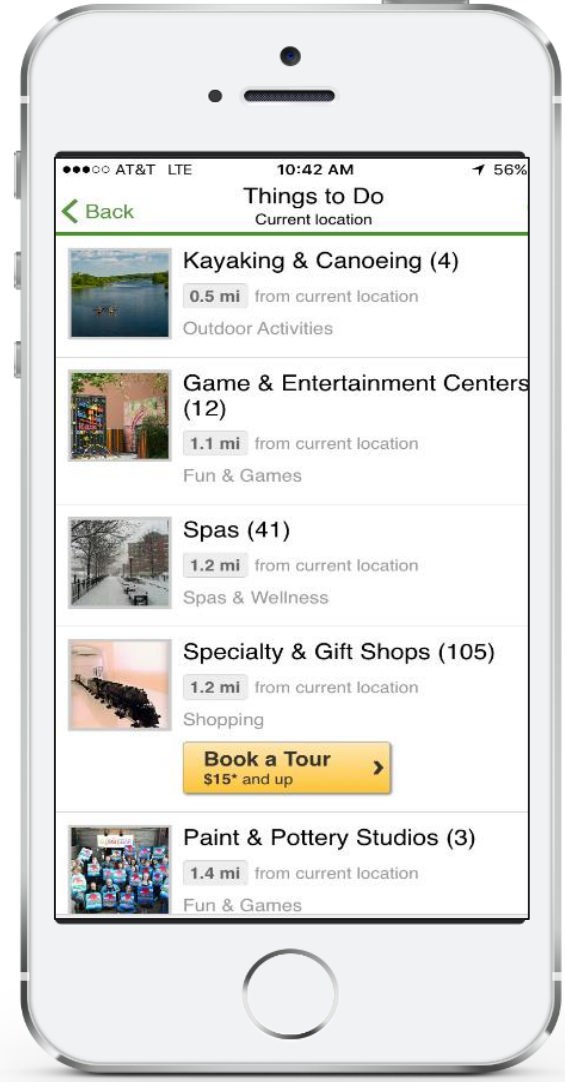 AT&T LTE 10:42 AM 56%
Back
Things to Do
Current location
Kayaking & Canoeing (4)
0.5 mi from current location
Outdoor Activities
Game & Entertainment Centers
(12)
1.1 mi from current location
Fun & Games
Spas (41)
1.2 mi from current location
Spas & Wellness
Specialty & Gift Shops (105)
1.2 mi from current location
Shopping
Book a Tour
$15* and up
Paint & Pottery Studios (3)
1.4 mi from current location
Fun & Games